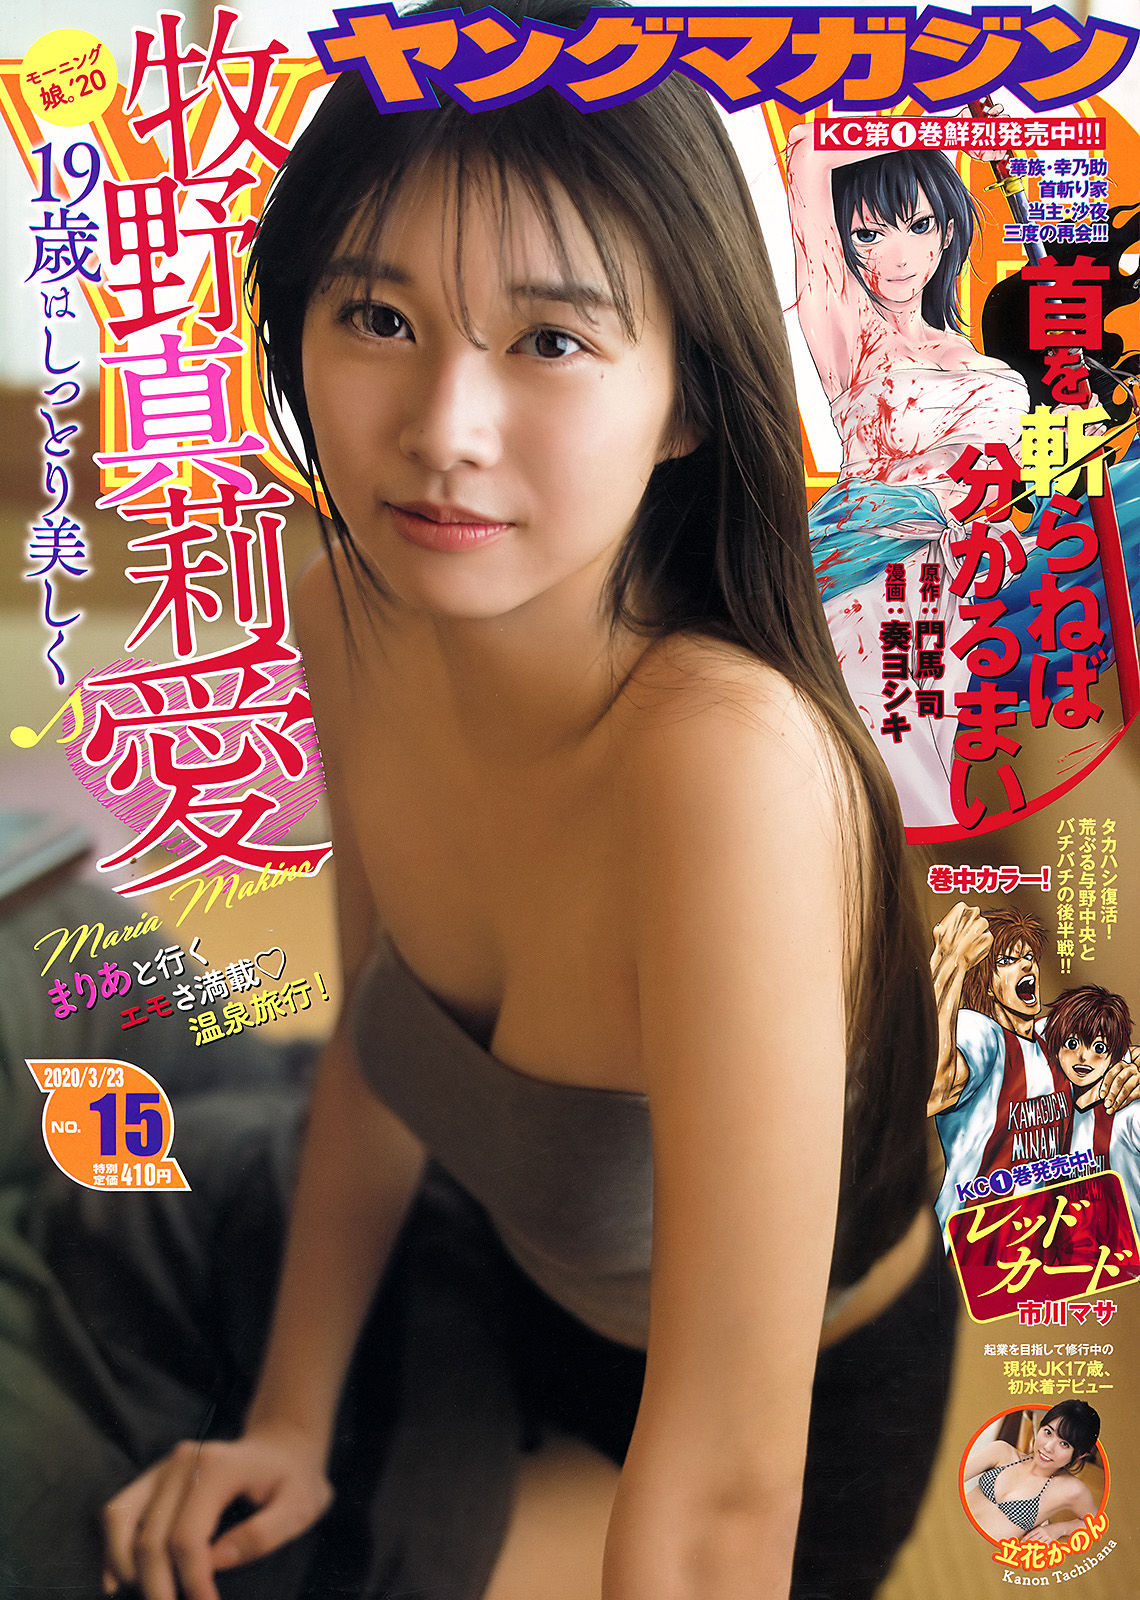 ヤングマガジン
モーニング
娘。'20
牧野真莉愛
19歳はしっとり美しく
Maria Makino
まりあと行く
エモさ満載♡
温泉旅行!
2020/3/23
NO. 15
特別
定価410円
KC第1巻鮮烈発売中!!!
華族・幸乃助
首斬り家
当主・沙夜
三度の再会!!!
首を斬らねば
分かるまい
原作:門馬司
漫画:奏ヨシキ
タカハシ復活!
荒ぶる与野中央と
バチバチの後半戦!!
巻中カラー!
KAWAGUCHI
MINAMI
KC1巻発売中!
レッド
カード
市川マサ
起業を目指して修行中の
現役JK17歳、
初水着デビュー
立花かのん
Kanon Tachibana